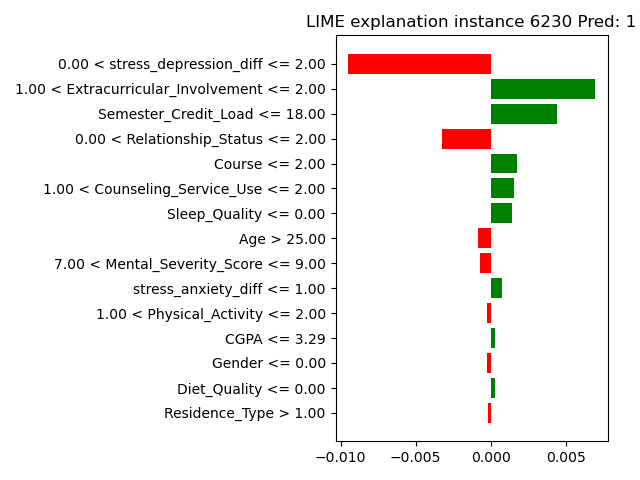 LIME explanation instance 6230 Pred: 1
0.00 < stress_depression_diff <= 2.00
1.00 < Extracurricular_Involvement <= 2.00
Semester_Credit_Load <= 18.00
0.00 < Relationship_Status <= 2.00
Course <= 2.00
1.00 < Counseling_Service_Use <= 2.00
Sleep_Quality <= 0.00
Age > 25.00
7.00 < Mental_Severity_Score <= 9.00
stress_anxiety_diff <= 1.00
1.00 < Physical_Activity <= 2.00
CGPA <= 3.29
Gender <= 0.00
Diet_Quality <= 0.00
Residence_Type > 1.00
−0.010 −0.005 0.000 0.005